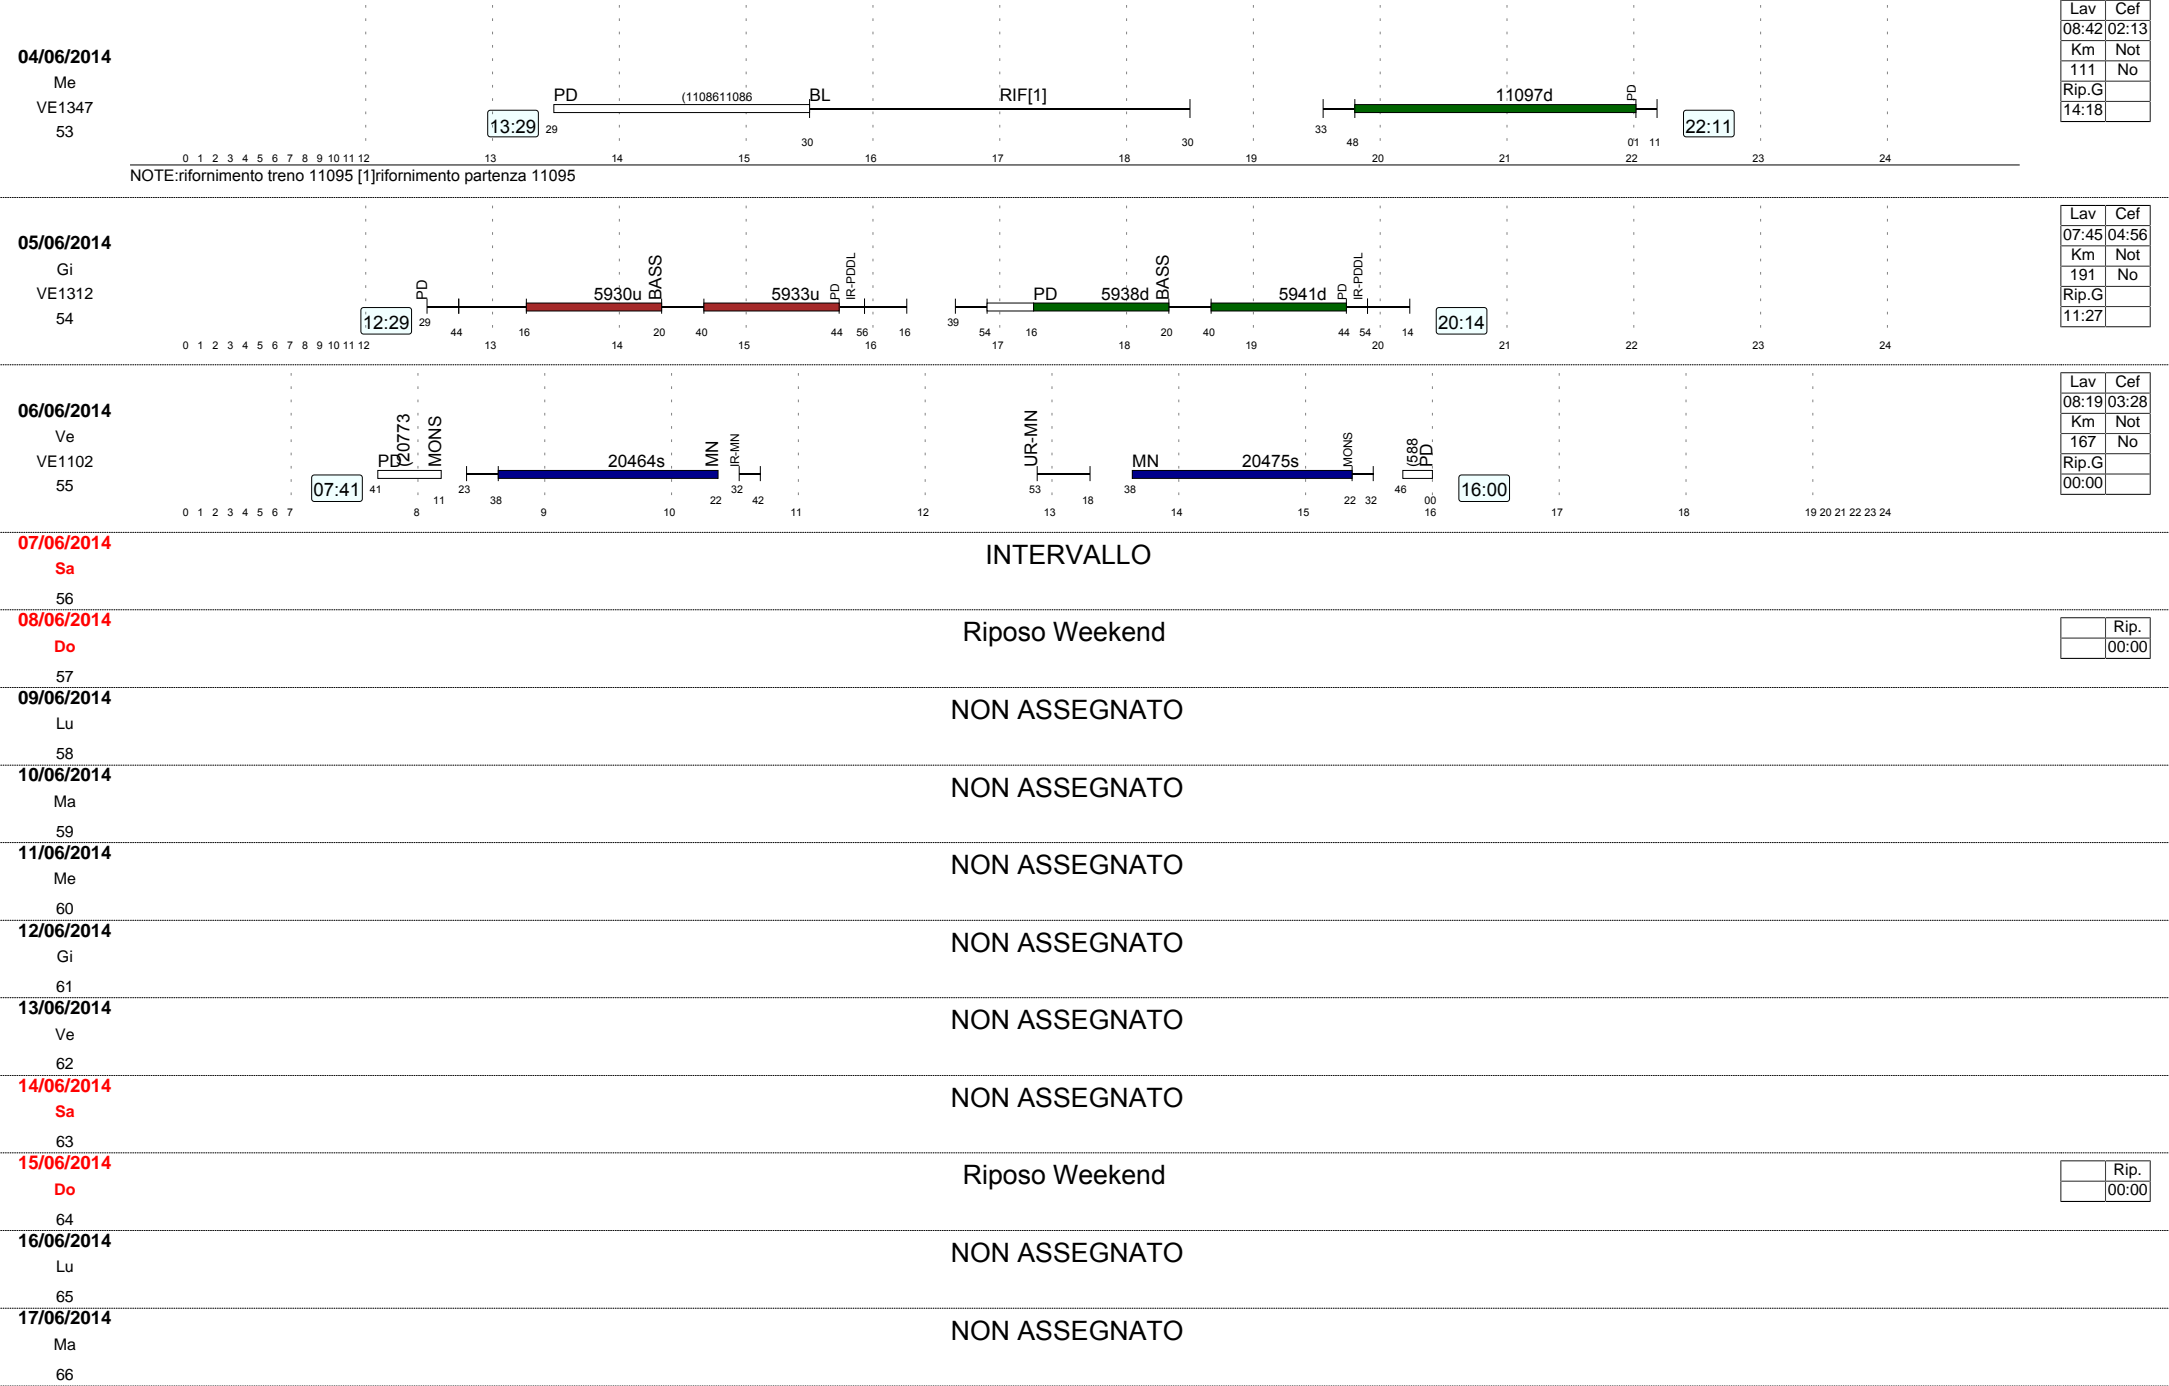 04/06/2014
Me
VE1347
53
13:29
PD (1108611086 BL RIF[1] 11097d PD
29 30 30 33 48 01 11
22:11
0 1 2 3 4 5 6 7 8 9 10 11 12 13 14 15 16 17 18 19 20 21 22 23 24
NOTE:rifornimento treno 11095 [1]rifornimento partenza 11095
Lav Cef
08:42 02:13
Km Not
111 No
Rip.G
14:18
05/06/2014
Gi
VE1312
54
12:29
PD 5930u BASS 5933u PD IR-PDDL PD 5938d BASS 5941d PD IR-PDDL
29 44 16 20 40 44 56 16 39 54 16 20 40 44 54 14
20:14
0 1 2 3 4 5 6 7 8 9 10 11 12 13 14 15 16 17 18 19 20 21 22 23 24
Lav Cef
07:45 04:56
Km Not
191 No
Rip.G
11:27
06/06/2014
Ve
VE1102
55
07:41
PD (20773 MONS 20464s MN IR-MN UR-MN MN 20475s MONS (588 PD
41 11 23 38 22 32 42 53 18 38 22 32 46 00
16:00
0 1 2 3 4 5 6 7 8 9 10 11 12 13 14 15 16 17 18 19 20 21 22 23 24
Lav Cef
08:19 03:28
Km Not
167 No
Rip.G
00:00
07/06/2014
Sa
56
INTERVALLO
08/06/2014
Do
57
Riposo Weekend
Rip.
00:00
09/06/2014
Lu
58
NON ASSEGNATO
10/06/2014
Ma
59
NON ASSEGNATO
11/06/2014
Me
60
NON ASSEGNATO
12/06/2014
Gi
61
NON ASSEGNATO
13/06/2014
Ve
62
NON ASSEGNATO
14/06/2014
Sa
63
NON ASSEGNATO
15/06/2014
Do
64
Riposo Weekend
Rip.
00:00
16/06/2014
Lu
65
NON ASSEGNATO
17/06/2014
Ma
66
NON ASSEGNATO